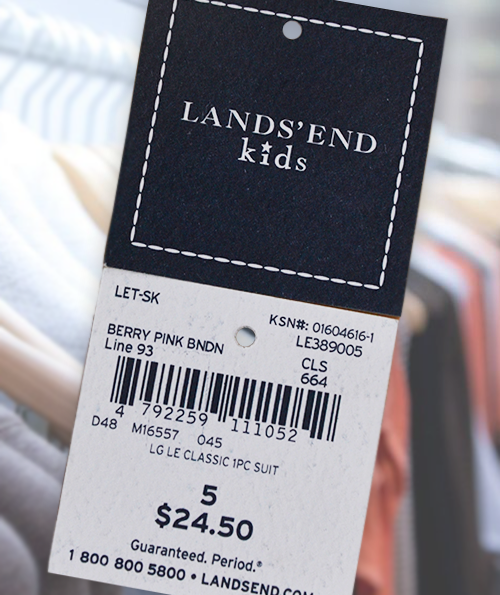 LANDS'END
kids
LET-SK
KSN#: 01604616-1
LE389005
BERRY PINK BNDN
Line 93
CLS
664
4 792259 111052
D48 M16557 045
LG LE CLASSIC 1PC SUIT
5
$24.50
Guaranteed. Period.®
1 800 800 5800 • LANDSEND.COM